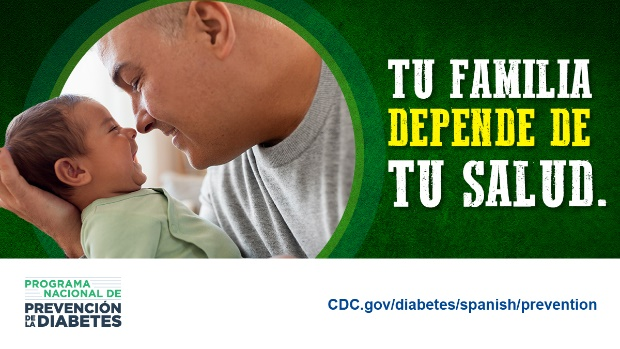 TU FAMILIA
DEPENDE DE
TU SALUD.
PROGRAMA
NACIONAL DE
PREVENCIÓN
DE LA DIABETES
CDC.gov/diabetes/spanish/prevention